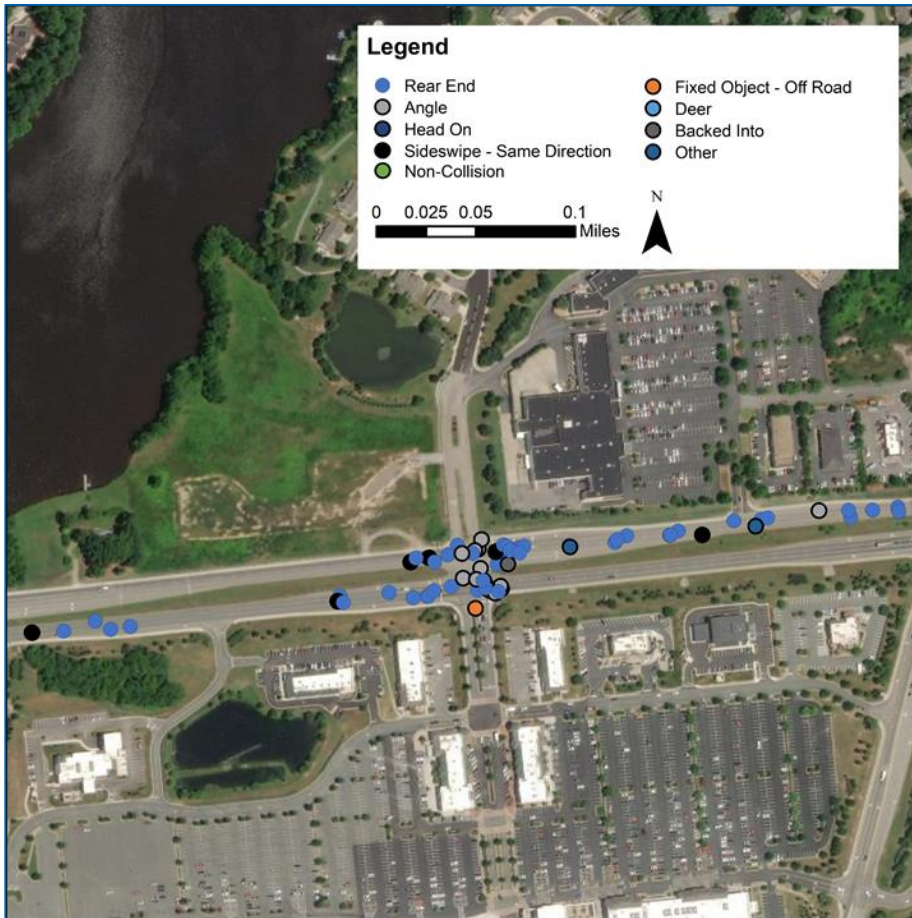 Legend
Rear End
Angle
Head On
Sideswipe - Same Direction
Non-Collision
Fixed Object - Off Road
Deer
Backed Into
Other
0 0.025 0.05 0.1
Miles
N